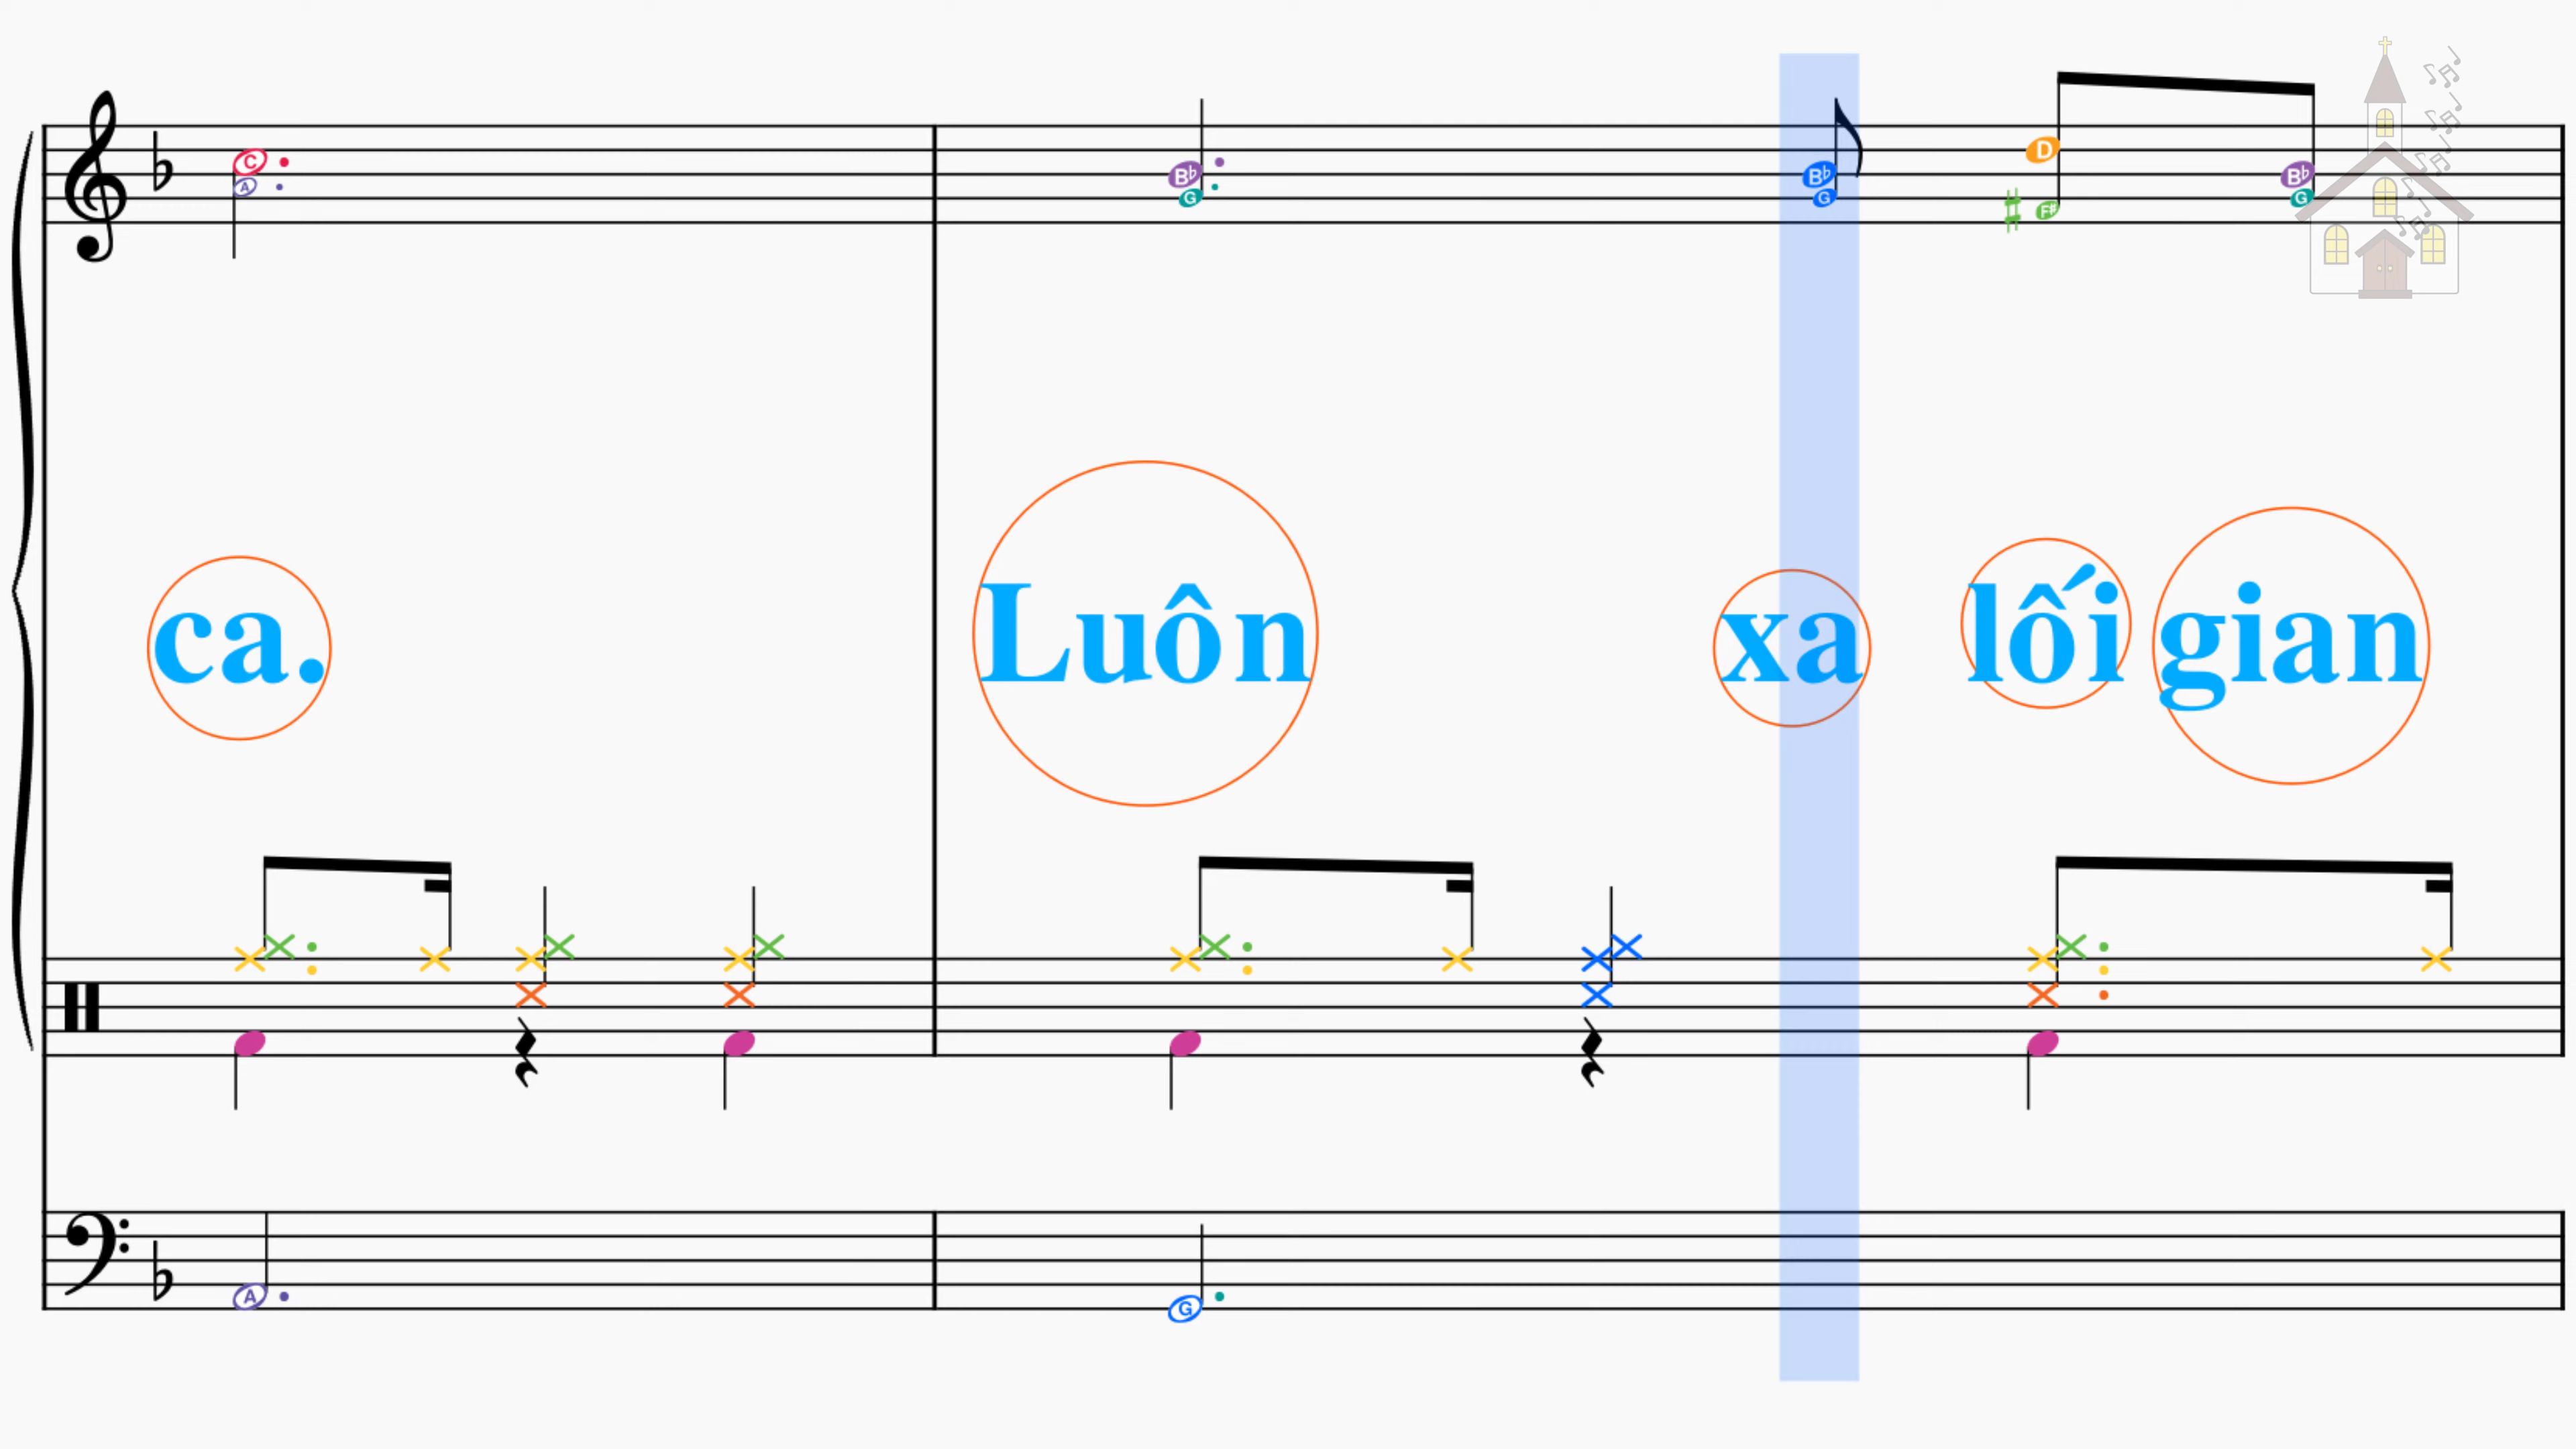 C B♭ B♭ D B♭
A G G F♯ G
ca. Luôn xa lối gian
A G